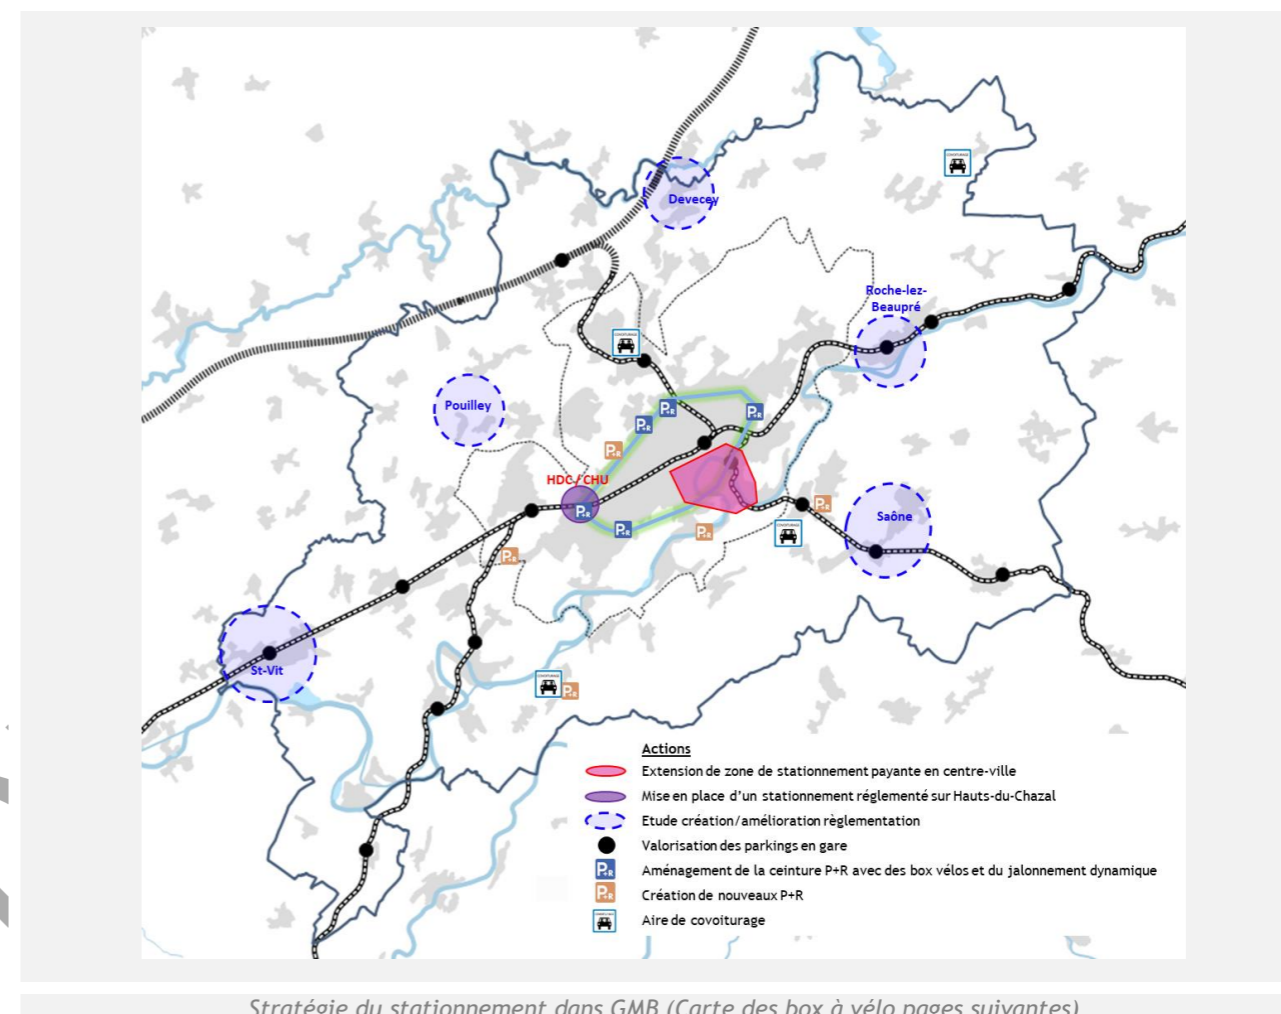 Devecey
Roche-lez-
Beaupré
Pouilley
P+R
P+R
P+R
P+R
HDC / CHU
P+R
P+R
P+R
P+R
Saône
P+R
St-Vit
P+R
Actions
Extension de zone de stationnement payante en centre-ville
Mise en place d'un stationnement réglementé sur Hauts-du-Chazal
Etude création/amélioration règlementation
Valorisation des parkings en gare
P+R Aménagement de la ceinture P+R avec des box vélos et du jalonnement dynamique
P+R Création de nouveaux P+R
Aire de covoiturage
Stratégie du stationnement dans GMB (Carte des box à vélo pages suivantes)